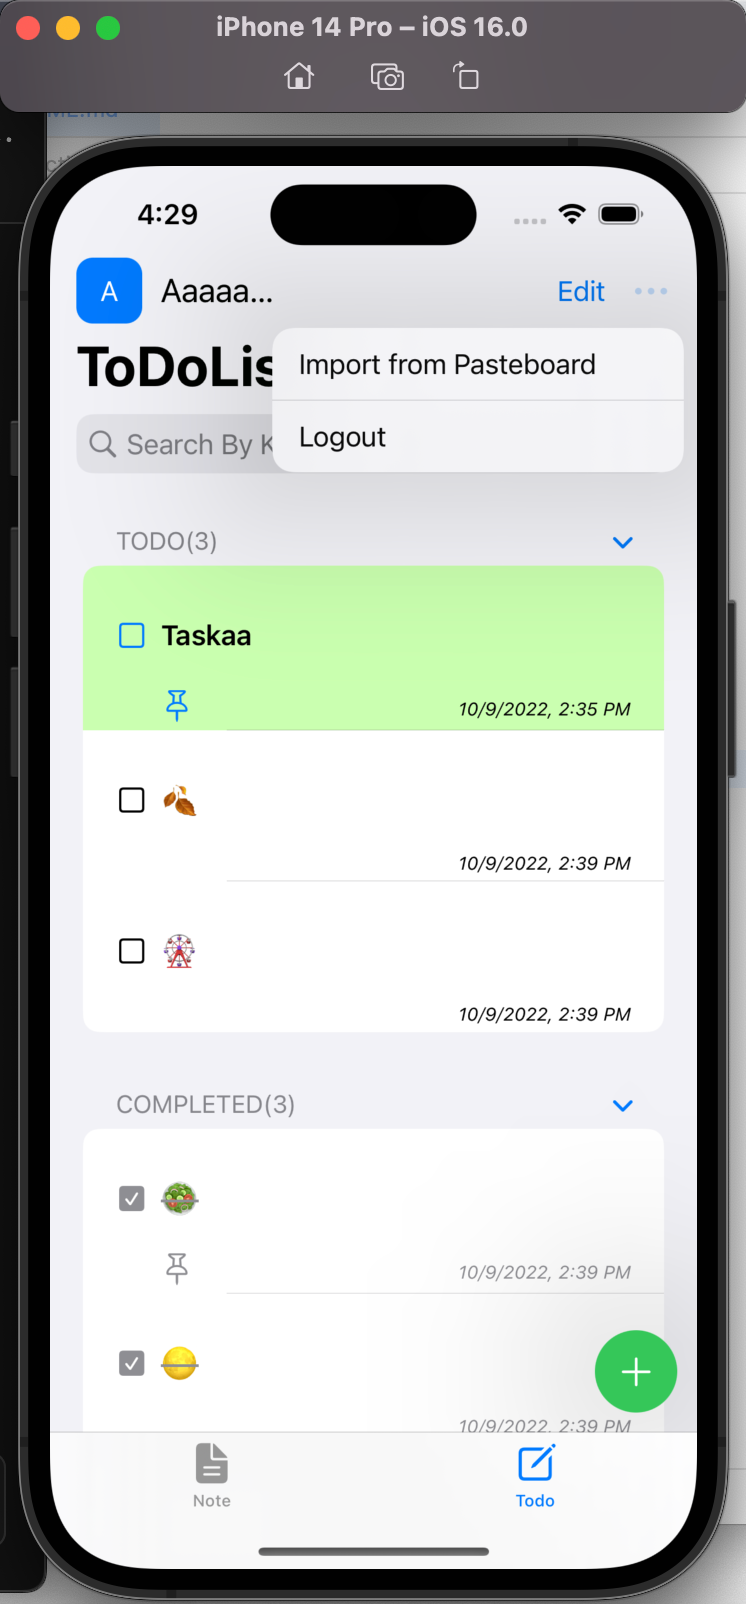 iPhone 14 Pro – iOS 16.0
4:29
A
Aaaaa...
Edit
Import from Pasteboard
ToDoLis
Logout
Search By K
TODO(3)
Taskaa
10/9/2022, 2:35 PM
10/9/2022, 2:39 PM
10/9/2022, 2:39 PM
COMPLETED(3)
10/9/2022, 2:39 PM
10/9/2022, 2:39 PM
Note
Todo